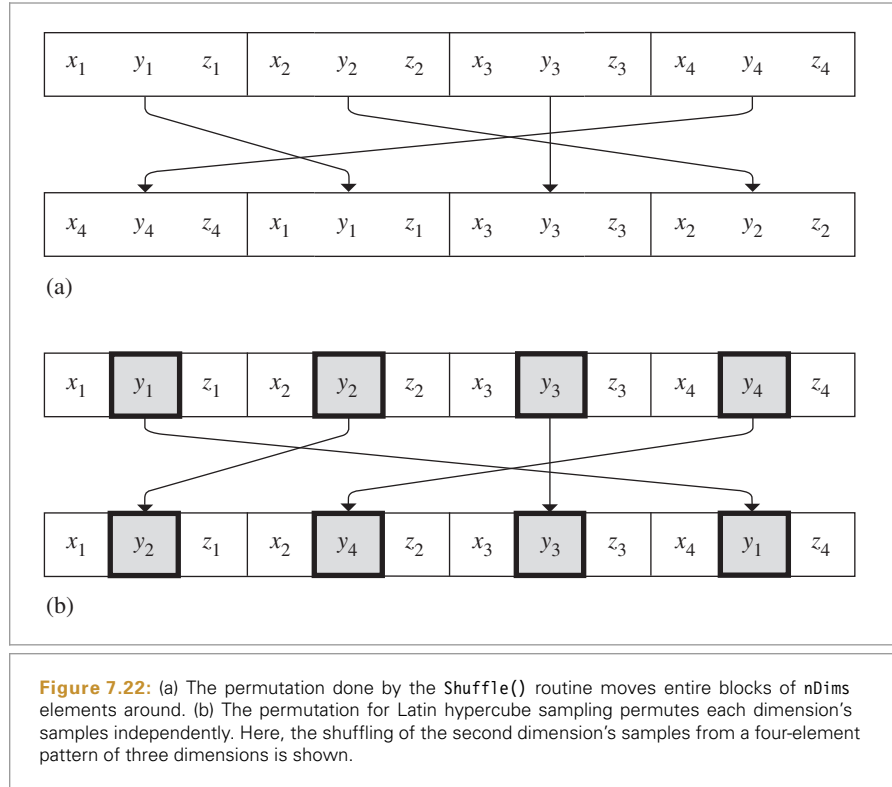 x₁ y₁ z₁ x₂ y₂ z₂ x₃ y₃ z₃ x₄ y₄ z₄
x₄ y₄ z₄ x₁ y₁ z₁ x₃ y₃ z₃ x₂ y₂ z₂
(a)
x₁ y₁ z₁ x₂ y₂ z₂ x₃ y₃ z₃ x₄ y₄ z₄
x₁ y₂ z₁ x₂ y₄ z₂ x₃ y₃ z₃ x₄ y₁ z₄
(b)
Figure 7.22: (a) The permutation done by the Shuffle() routine moves entire blocks of nDims
elements around. (b) The permutation for Latin hypercube sampling permutes each dimension's
samples independently. Here, the shuffling of the second dimension's samples from a four-element
pattern of three dimensions is shown.